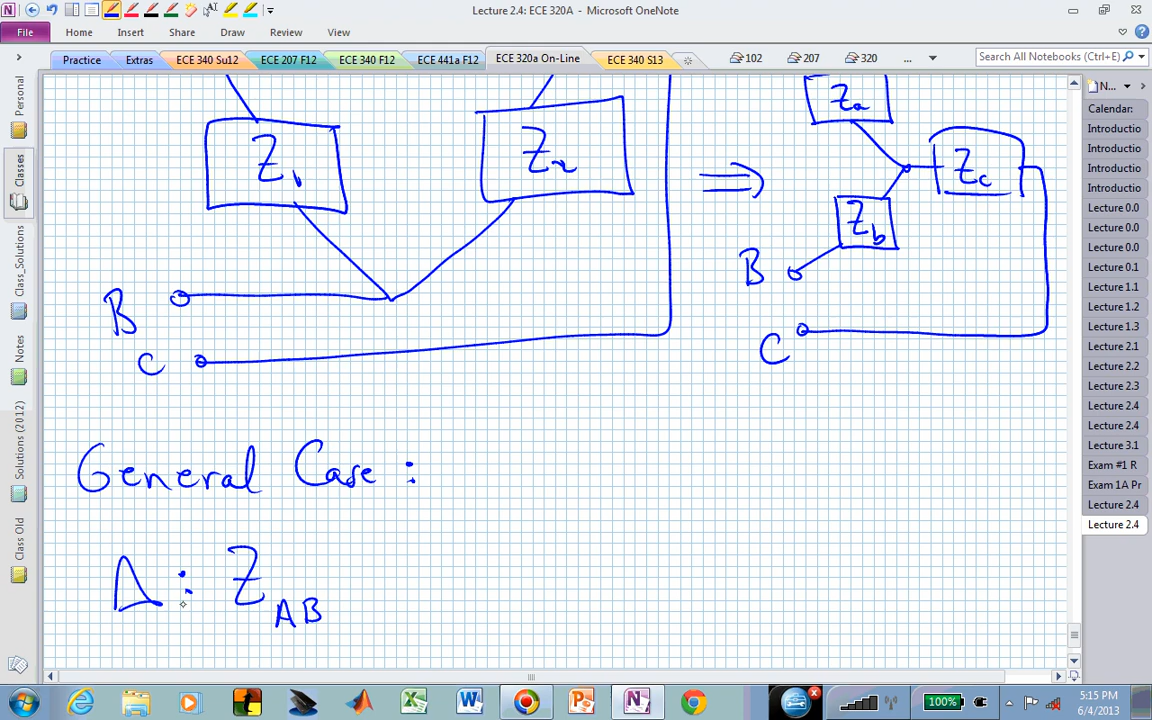 Lecture 2.4: ECE 320A - Microsoft OneNote
File Home Insert Share Draw Review View
Practice Extras ECE 340 Su12 ECE 207 F12 ECE 340 F12 ECE 441a F12 ECE 320a On-Line ECE 340 S13 102 207 320 ...
Search All Notebooks (Ctrl+E)
Personal
Classes
Class_Solutions
Notes
Solutions (2012)
Class Old
Z1
Z2
B
C
⇒
Za
Zc
Zb
B
C
General Case :
Δ : Z AB
N...
Calendar:
Introductio
Introductio
Introductio
Introductio
Lecture 0.0
Lecture 0.0
Lecture 0.0
Lecture 0.1
Lecture 1.1
Lecture 1.2
Lecture 1.3
Lecture 2.1
Lecture 2.2
Lecture 2.3
Lecture 2.4
Lecture 2.4
Lecture 3.1
Exam #1 R
Exam 1A Pr
Lecture 2.4
Lecture 2.4
100%
5:15 PM
6/4/2013